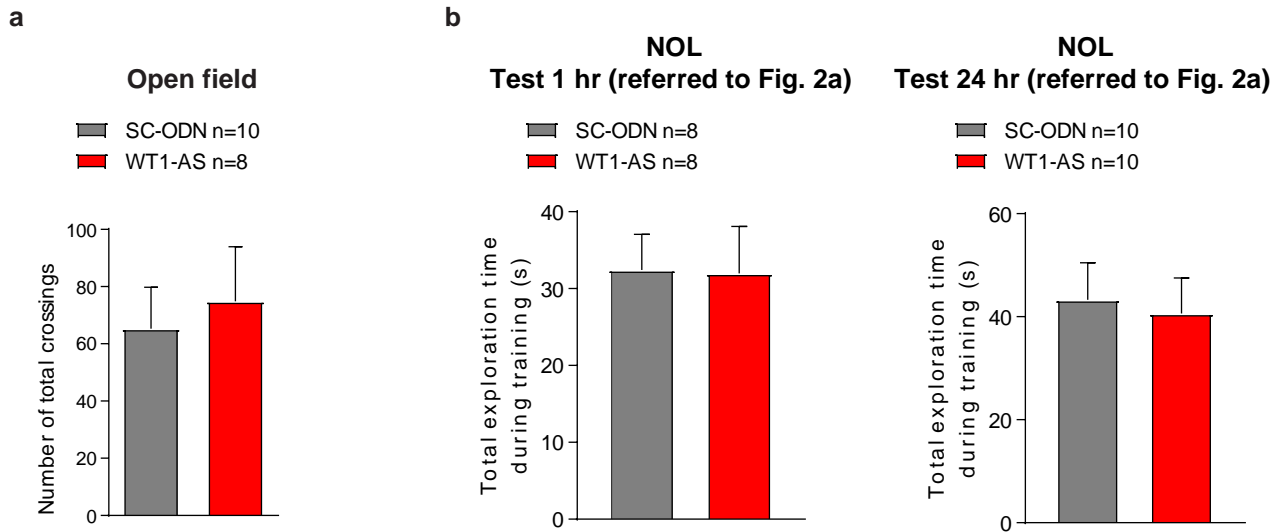 a
Open field
SC-ODN n=10
WT1-AS n=8
Number of total crossings
100
80
60
40
20
0
b
NOL
Test 1 hr (referred to Fig. 2a)
SC-ODN n=8
WT1-AS n=8
Total exploration time
during training (s)
40
30
20
10
0
NOL
Test 24 hr (referred to Fig. 2a)
SC-ODN n=10
WT1-AS n=10
Total exploration time
during training (s)
60
40
20
0